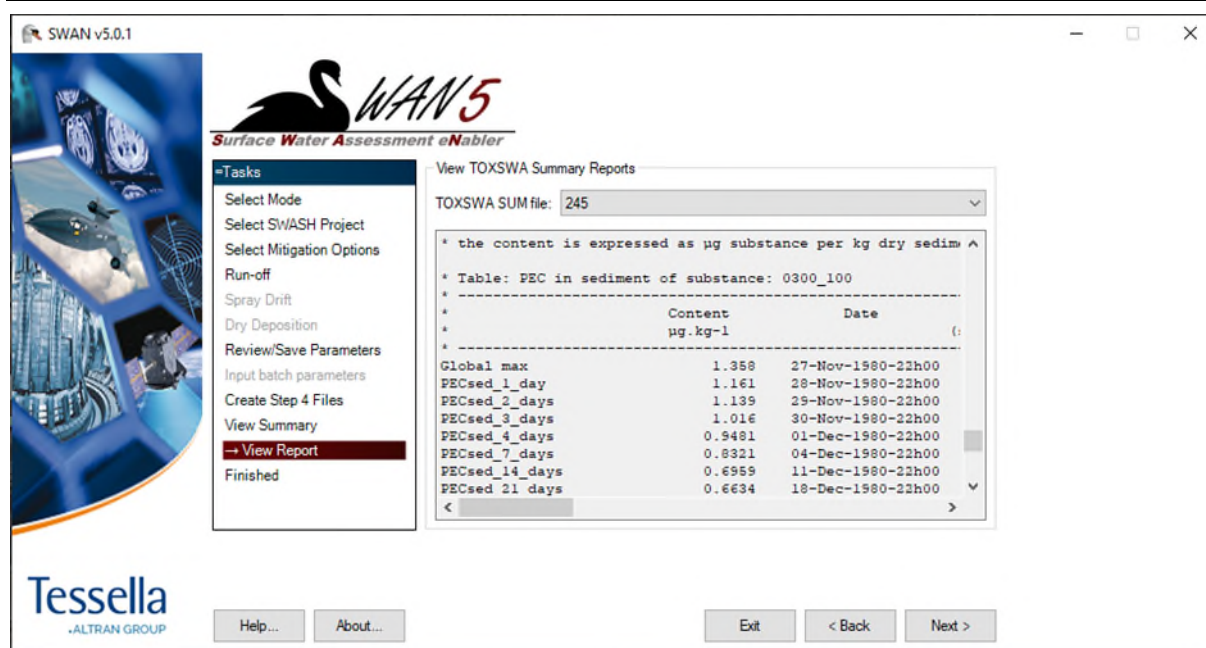 SWAN v5.0.1
SWAN5
Surface Water Assessment eNabler
Tasks
Select Mode
Select SWASH Project
Select Mitigation Options
Run-off
Spray Drift
Dry Deposition
Review/Save Parameters
Input batch parameters
Create Step 4 Files
View Summary
→ View Report
Finished
View TOXSWA Summary Reports
TOXSWA SUM file: 245
* the content is expressed as µg substance per kg dry sedim
* Table: PEC in sediment of substance: 0300_100
* ----------------------------------------------------------
* Content Date
* µg.kg-1 (
* ----------------------------------------------------------
Global max 1.358 27-Nov-1980-22h00
PECsed_1_day 1.161 28-Nov-1980-22h00
PECsed_2_days 1.139 29-Nov-1980-22h00
PECsed_3_days 1.016 30-Nov-1980-22h00
PECsed_4_days 0.9481 01-Dec-1980-22h00
PECsed_7_days 0.8321 04-Dec-1980-22h00
PECsed_14_days 0.6959 11-Dec-1980-22h00
PECsed_21_days 0.6634 18-Dec-1980-22h00
Tessella
ALTRAN GROUP
Help...
About...
Exit
< Back
Next >